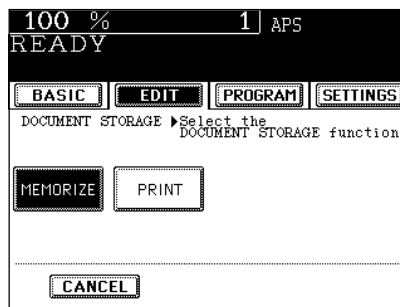 100 % 1 APS
READY
BASIC EDIT PROGRAM SETTINGS
DOCUMENT STORAGE ▶Select the
DOCUMENT STORAGE function
MEMORIZE PRINT
CANCEL